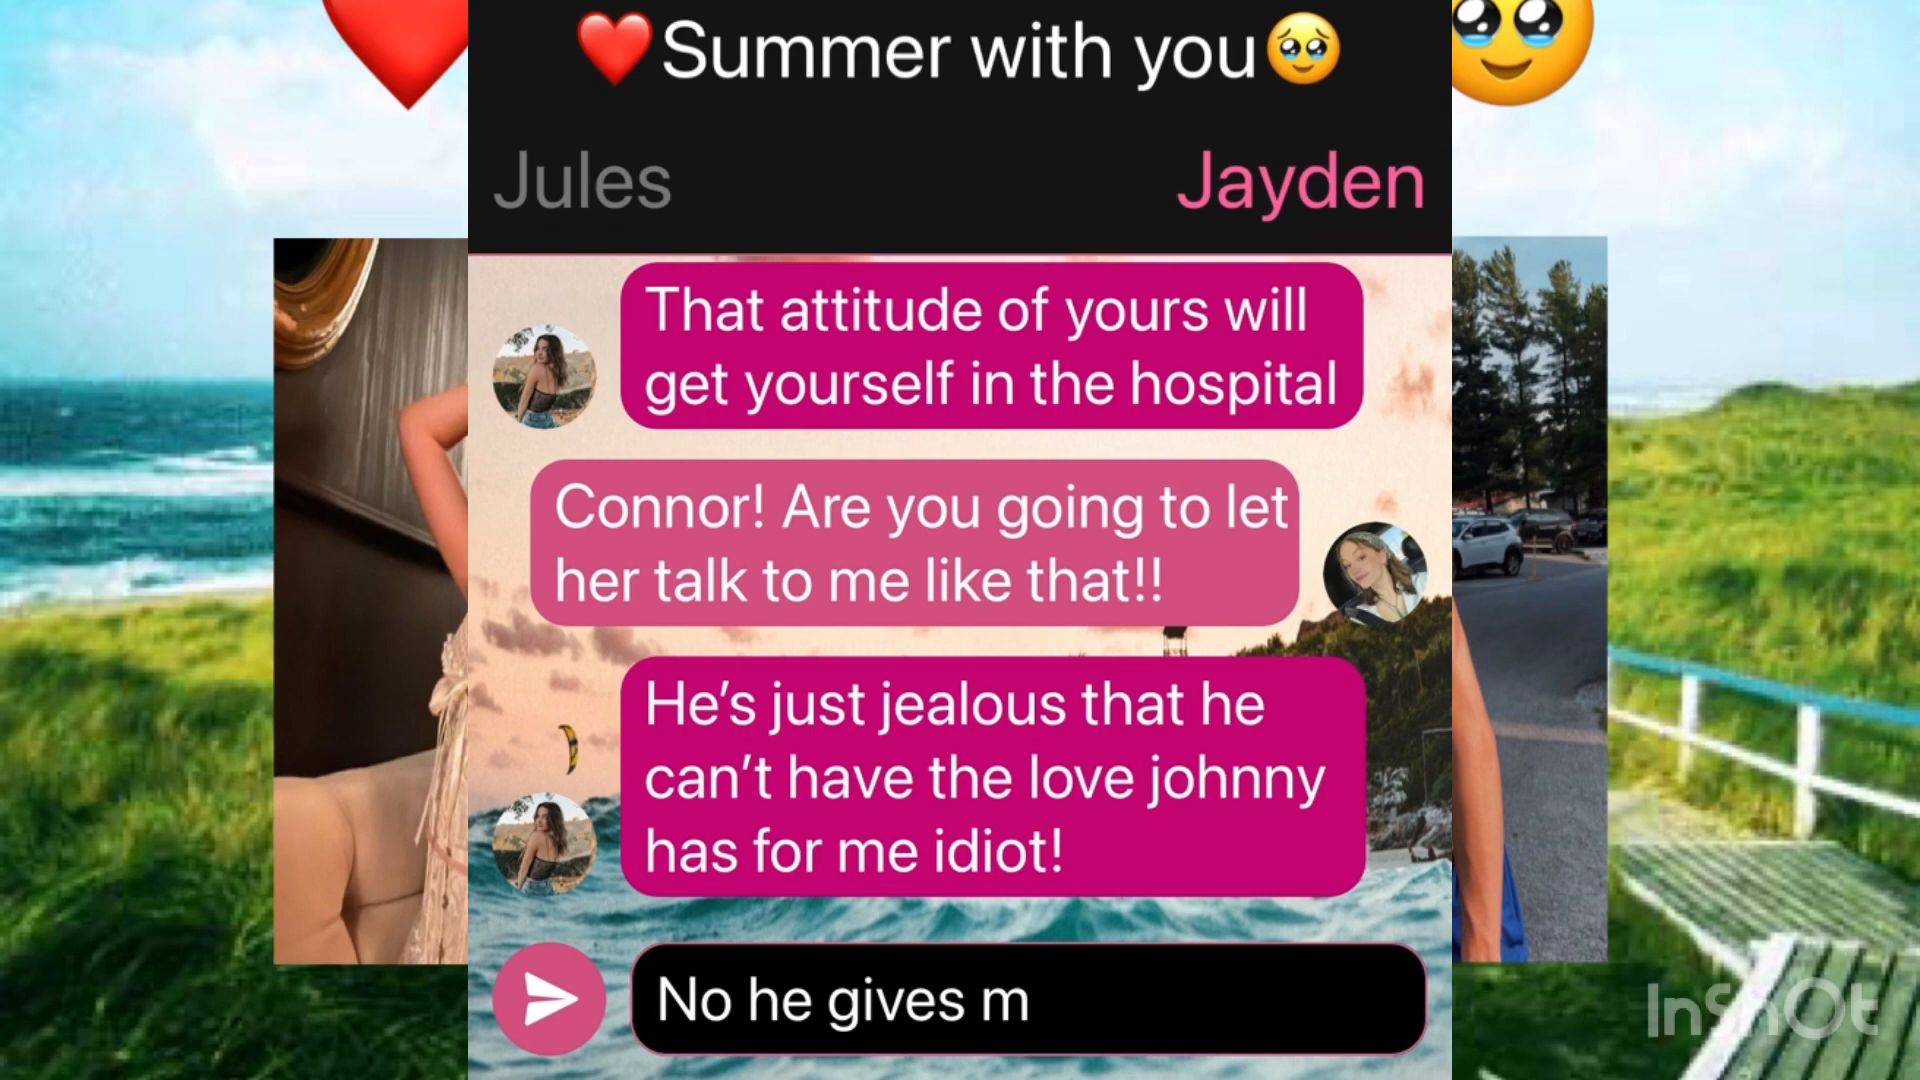 ❤️Summer with you🥹
Jules
Jayden
That attitude of yours will
get yourself in the hospital
Connor! Are you going to let
her talk to me like that!!
He’s just jealous that he
can’t have the love johnny
has for me idiot!
No he gives m
InShOt